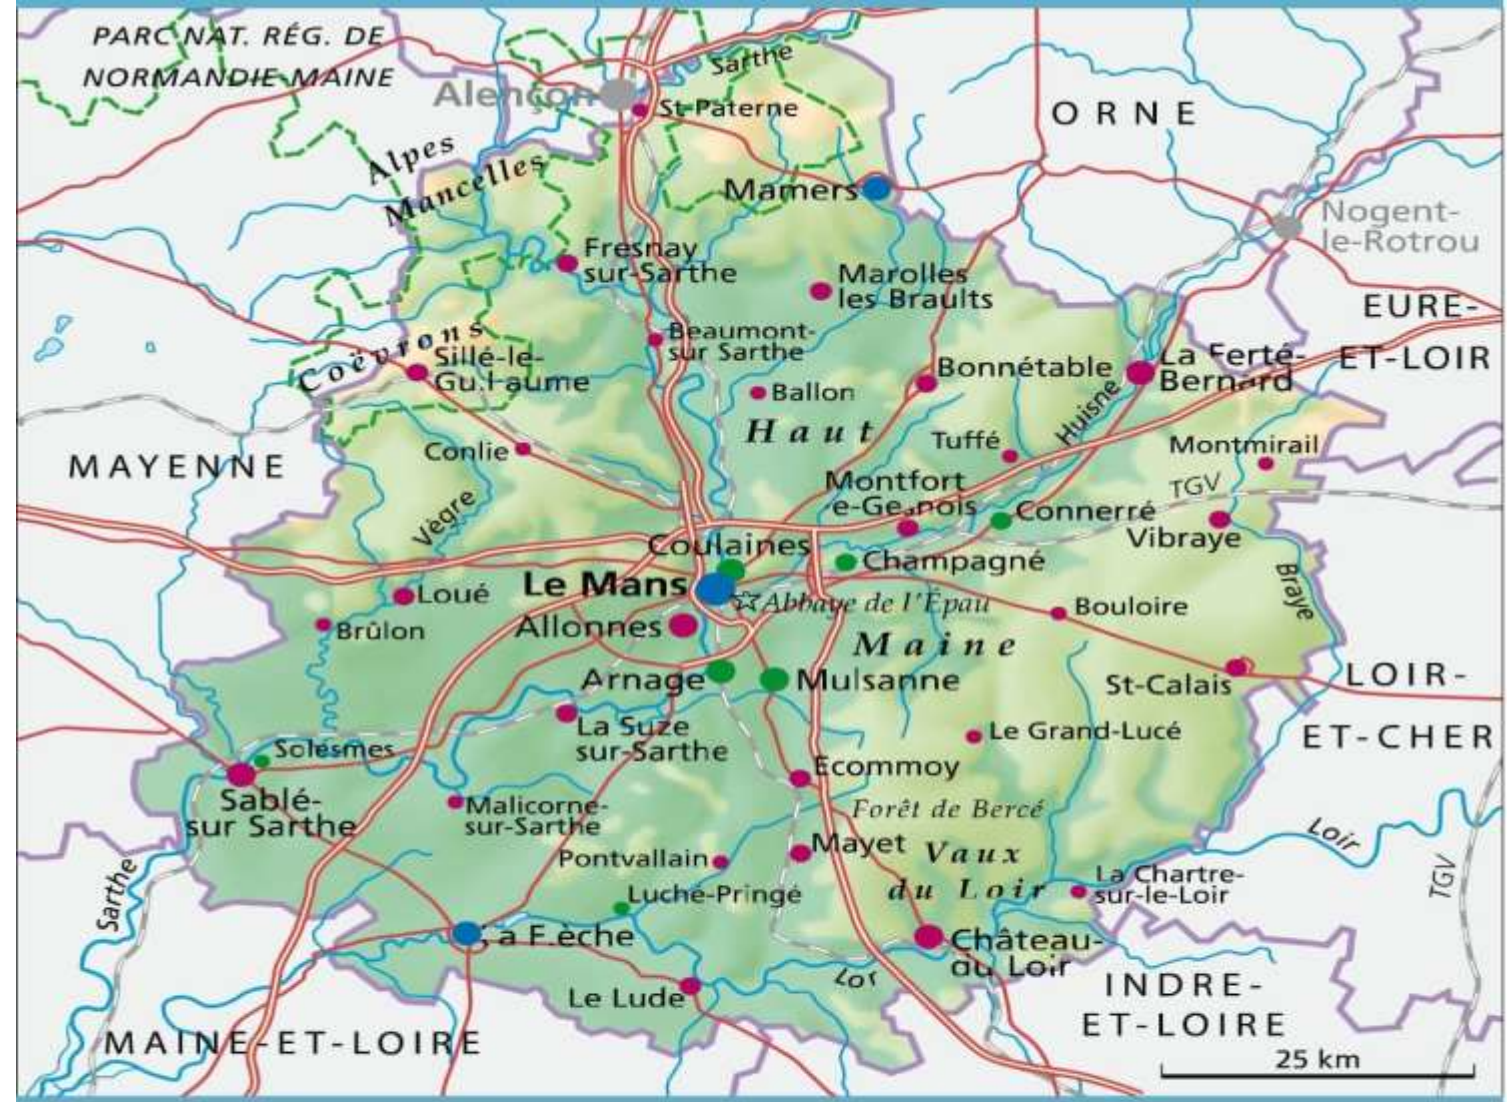 PARC NAT. RÉG. DE
NORMANDIE-MAINE
Sarthe
Alençon
St-Paterne
ORNE
Alpes
Mancelles
Mamers
Nogent-
le-Rotrou
Fresnay
sur-Sarthe
Marolles
les Braults
EURE-
ET-LOIR
Beaumont-
sur Sarthe
Coëvrons
Sillé-le-
Gu.l aume
Ballon
Bonnétable
La Ferté-
Bernard
Huisne
Haut
Tuffé
Montmirail
Conlie
MAYENNE
Vègre
Montfort
e-Ge.nois
TGV
Connerré
Vibraye
Coulaines
Champagné
Le Mans
Abbaye de l'Épau
Braye
Loué
Bouloire
Brûlon
Allonnes
Maine
Arnage
Mulsanne
St-Calais
LOIR-
ET-CHER
La Suze
sur-Sarthe
Le Grand-Lucé
Solesmes
Sablé-
sur Sarthe
Ecommoy
Malicorne-
sur-Sarthe
Forêt de Bercé
Loir
Mayet
Vaux
du Loir
Pontvallain
La Chartre-
sur-le-Loir
TGV
Sarthe
Luché-Pringé
a F.èche
Château-
du Loir
Lor
Le Lude
INDRE-
ET-LOIRE
MAINE-ET-LOIRE
25 km